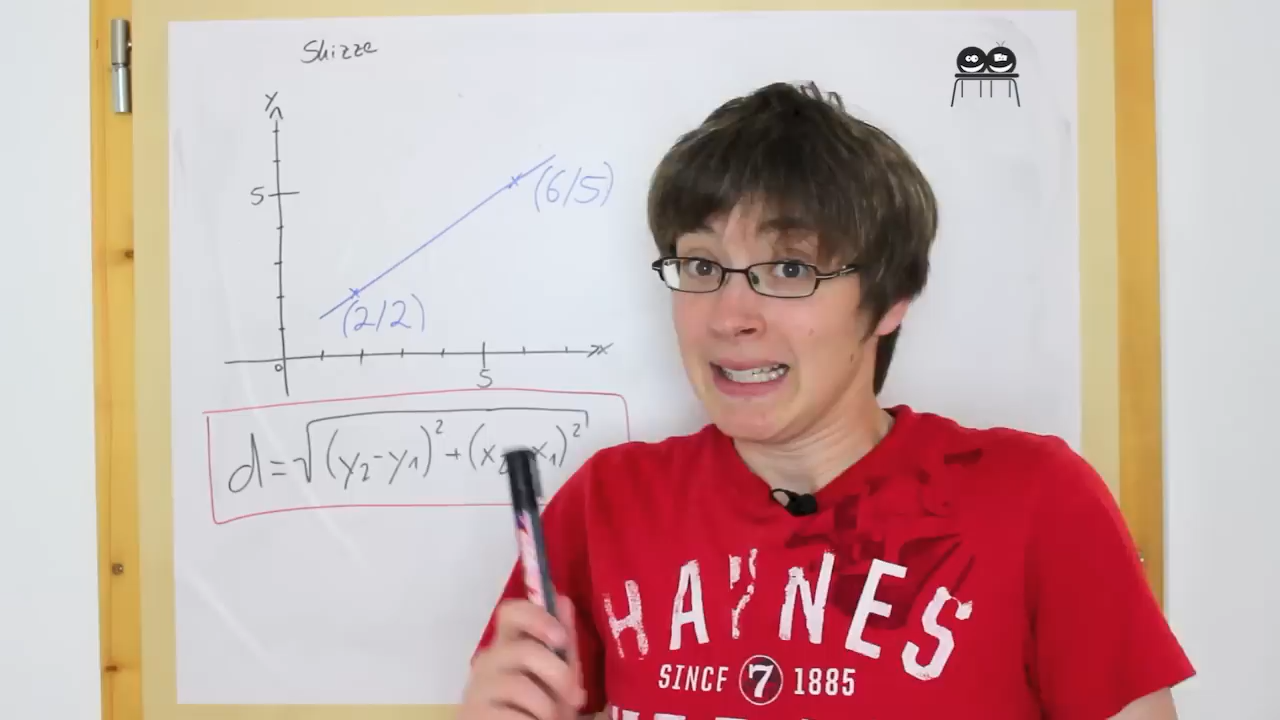 Skizze
y
5
(6/5)
(2/2)
0
5
x
d=√(y₂-y₁)²+(x₂-x₁)²
HAYNES
SINCE 7 1885